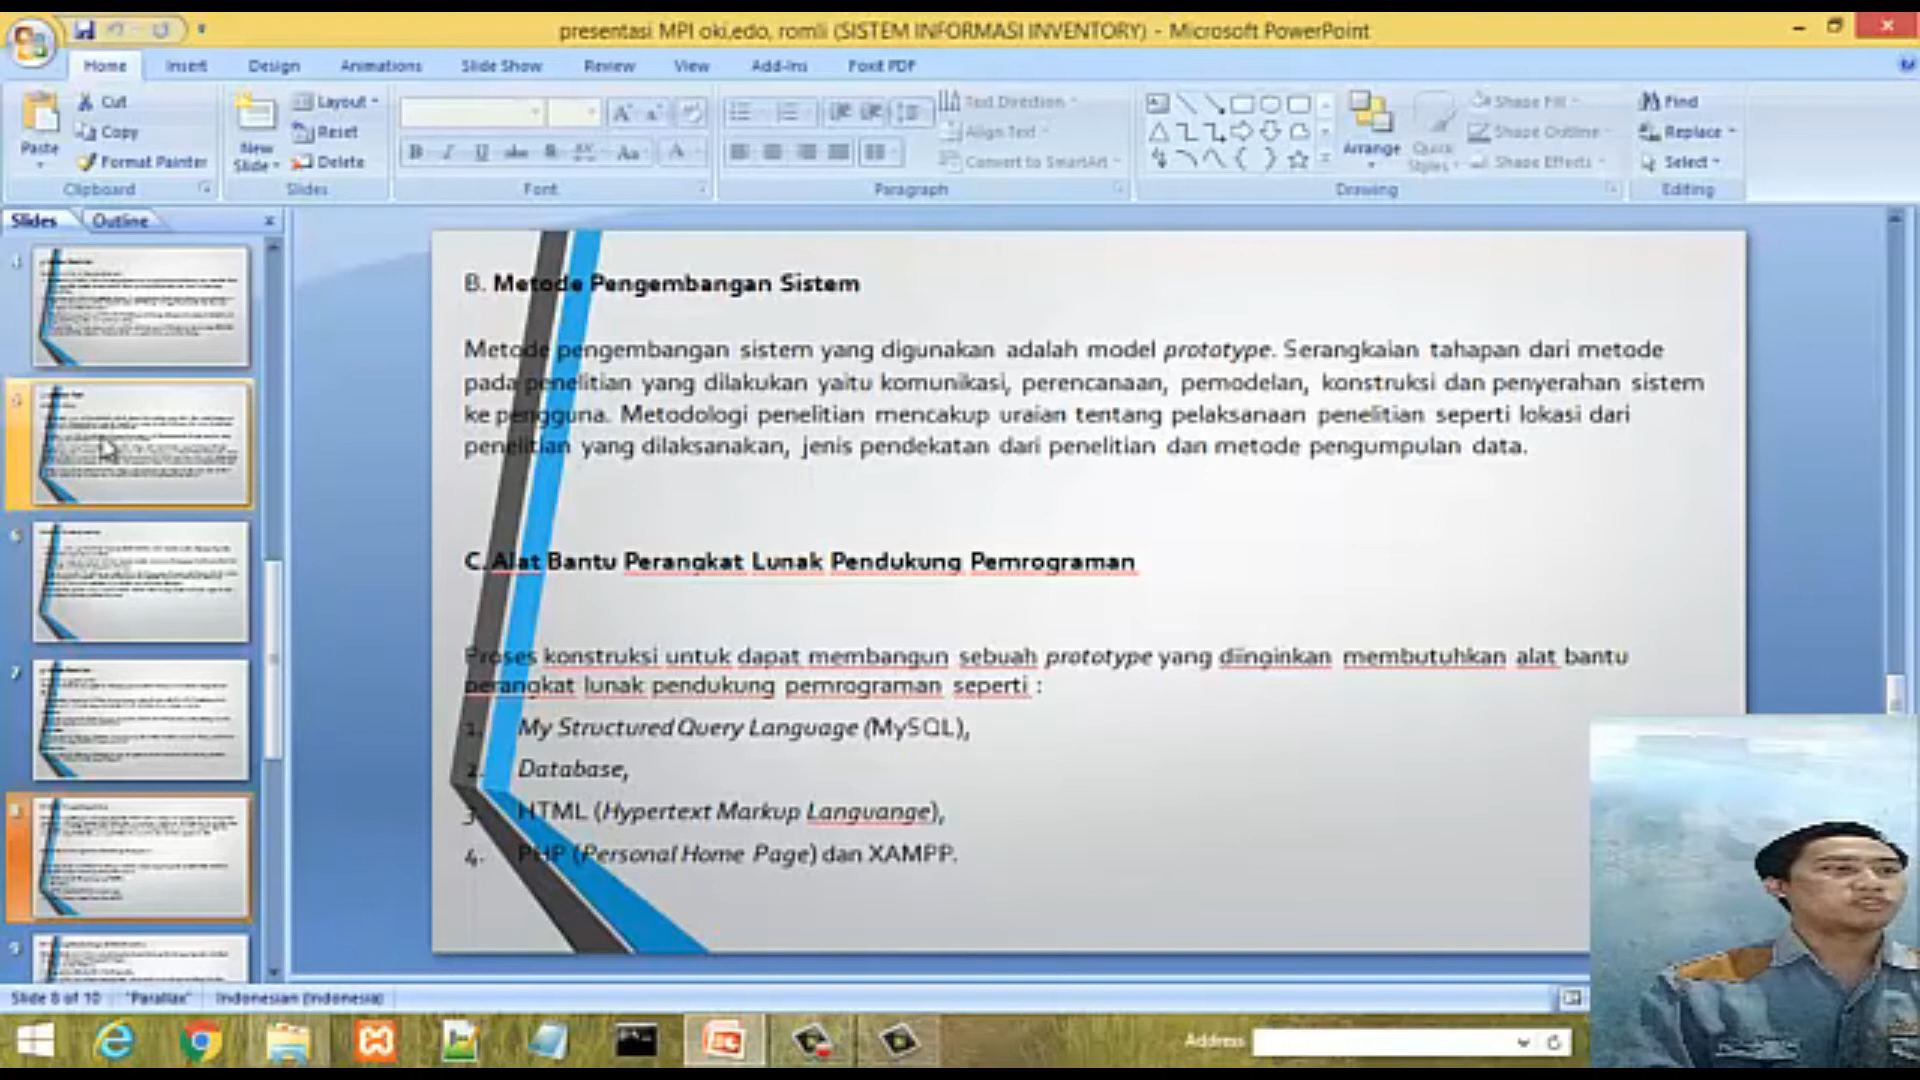 presentasi MPI oki,edo, romli (SISTEM INFORMASI INVENTORY) - Microsoft PowerPoint
Home Insert Design Animations Slide Show Review View Add-Ins Foxit PDF
Paste
Cut
Copy
Format Painter
Clipboard
New Slide
Layout
Reset
Delete
Slides
Font
Text Direction
Align Text
Convert to SmartArt
Paragraph
Arrange
Quick Styles
Shape Fill
Shape Outline
Shape Effects
Drawing
Find
Replace
Select
Editing
Slides Outline
B. Metode Pengembangan Sistem
Metode pengembangan sistem yang digunakan adalah model prototype. Serangkaian tahapan dari metode
pada penelitian yang dilakukan yaitu komunikasi, perencanaan, pemodelan, konstruksi dan penyerahan sistem
ke pengguna. Metodologi penelitian mencakup uraian tentang pelaksanaan penelitian seperti lokasi dari
penelitian yang dilaksanakan, jenis pendekatan dari penelitian dan metode pengumpulan data.
C. Alat Bantu Perangkat Lunak Pendukung Pemrograman
Proses konstruksi untuk dapat membangun sebuah prototype yang diinginkan membutuhkan alat bantu
perangkat lunak pendukung pemrograman seperti :
1. My Structured Query Language (MySQL),
2. Database,
3. HTML (Hypertext Markup Languange),
4. PHP (Personal Home Page) dan XAMPP.
Slide 8 of 10 "Parallax" Indonesian (Indonesia)
Address